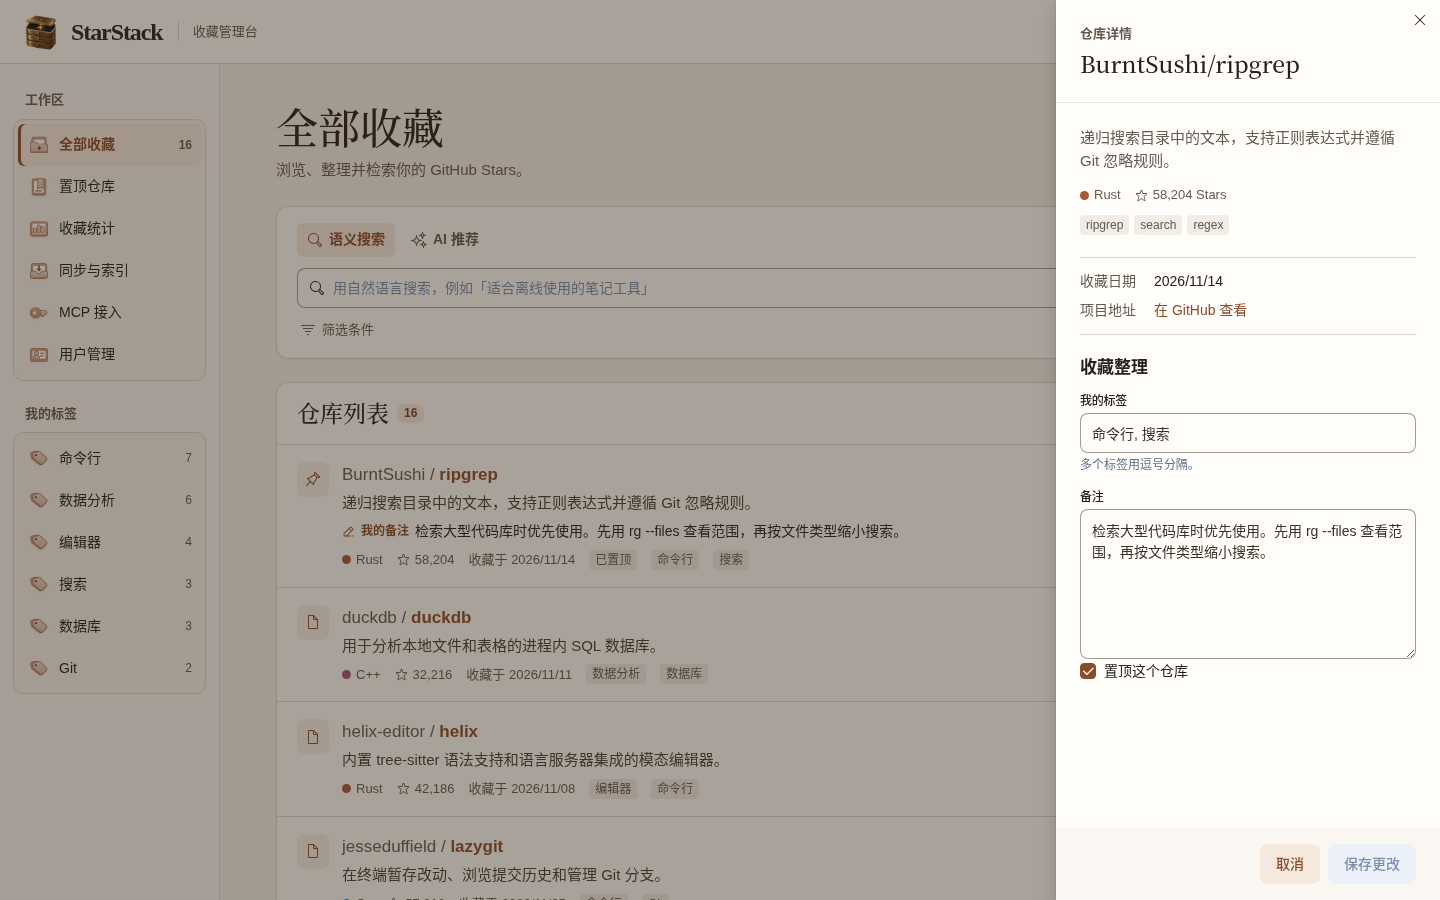 StarStack
收藏管理台
工作区
全部收藏 16
置顶仓库
收藏统计
同步与索引
MCP 接入
用户管理
我的标签
命令行 7
数据分析 6
编辑器 4
搜索 3
数据库 3
Git 2
全部收藏
浏览、整理并检索你的 GitHub Stars。
语义搜索 AI 推荐
用自然语言搜索，例如「适合离线使用的笔记工具」
筛选条件
仓库列表 16
BurntSushi / ripgrep
递归搜索目录中的文本，支持正则表达式并遵循 Git 忽略规则。
我的备注 检索大型代码库时优先使用。先用 rg --files 查看范围，再按文件类型缩小搜索。
Rust 58,204 收藏于 2026/11/14 已置顶 命令行 搜索
duckdb / duckdb
用于分析本地文件和表格的进程内 SQL 数据库。
C++ 32,216 收藏于 2026/11/11 数据分析 数据库
helix-editor / helix
内置 tree-sitter 语法支持和语言服务器集成的模态编辑器。
Rust 42,186 收藏于 2026/11/08 编辑器 命令行
jesseduffield / lazygit
在终端暂存改动、浏览提交历史和管理 Git 分支。
仓库详情
BurntSushi/ripgrep
递归搜索目录中的文本，支持正则表达式并遵循
Git 忽略规则。
Rust 58,204 Stars
ripgrep search regex
收藏日期 2026/11/14
项目地址 在 GitHub 查看
收藏整理
我的标签
命令行, 搜索
多个标签用逗号分隔。
备注
检索大型代码库时优先使用。先用 rg --files 查看范
围，再按文件类型缩小搜索。
置顶这个仓库
取消 保存更改